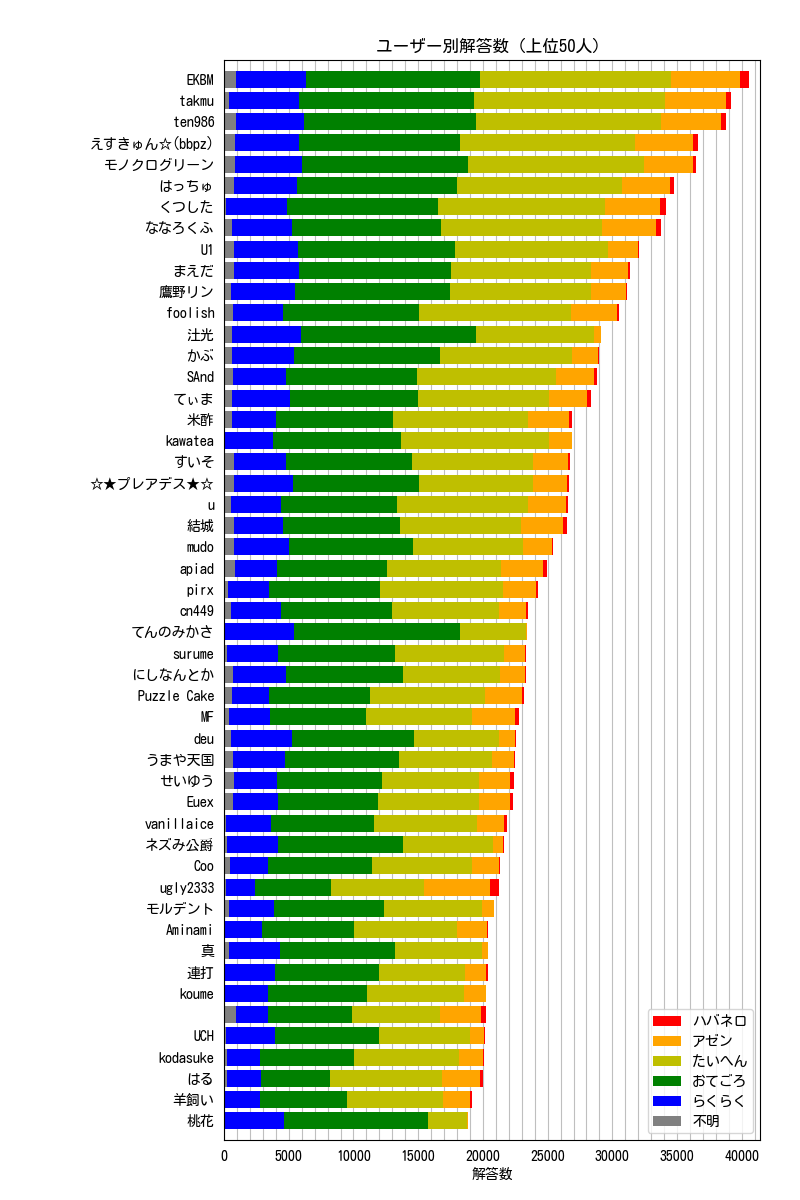 ユーザー別解答数 (上位50人)
EKBM
takmu
ten986
えすきゅん☆(bbpz)
モノクログリーン
はっちゅ
くつした
ななろくふ
U1
まえだ
鷹野リン
foolish
汢光
かぶ
SAnd
てぃま
米酢
kawatea
すいそ
☆★プレアデス★☆
u
結城
mudo
apiad
pirx
cn449
てんのみかさ
surume
にしなんとか
Puzzle Cake
MF
deu
うまや天国
せいゆう
Euex
vanillaice
ネズみ公爵
Coo
ugly2333
モルデント
Aminami
真
連打
koume
UCH
kodasuke
はる
羊飼い
桃花
ハバネロ
アゼン
たいへん
おてごろ
らくらく
不明
0 5000 10000 15000 20000 25000 30000 35000 40000
解答数